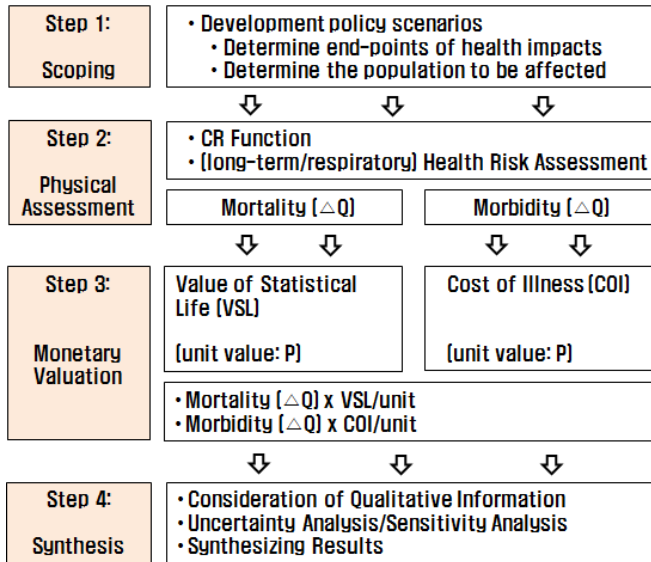 Step 1:
Scoping
• Development policy scenarios
• Determine end-points of health impacts
• Determine the population to be affected
Step 2:
Physical
Assessment
• CR Function
• (long-term/respiratory) Health Risk Assessment
Mortality (△Q)
Morbidity (△Q)
Step 3:
Monetary
Valuation
Value of Statistical
Life (VSL)
(unit value: P)
Cost of Illness (COI)
(unit value: P)
• Mortality (△Q) x VSL/unit
• Morbidity (△Q) x COI/unit
Step 4:
Synthesis
• Consideration of Qualitative Information
• Uncertainty Analysis/Sensitivity Analysis
• Synthesizing Results